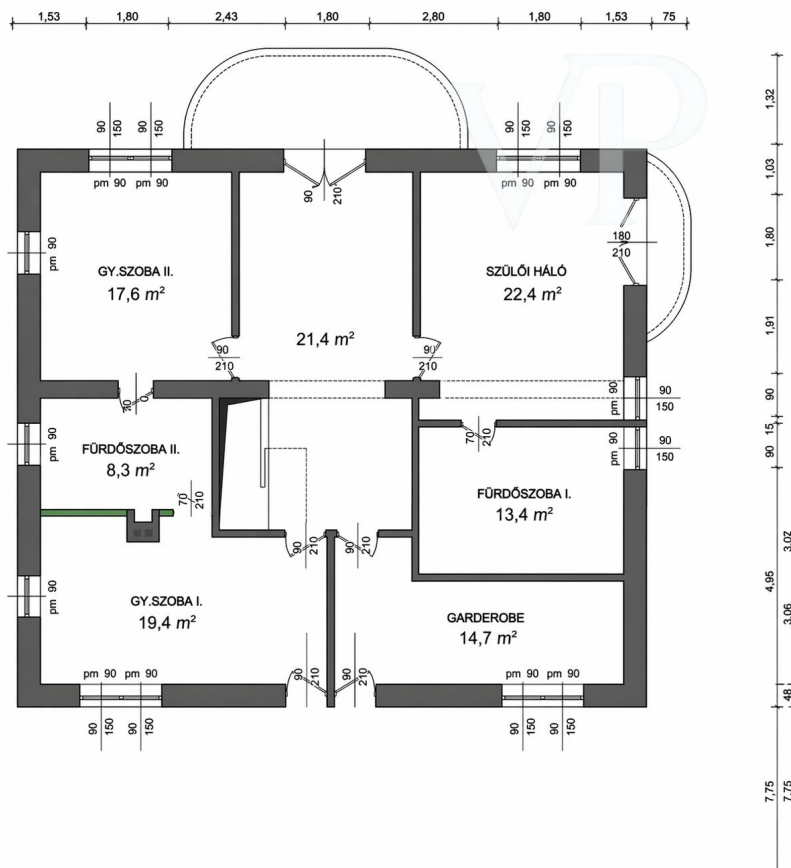 1,53 1,80 2,43 1,80 2,80 1,80 1,53 75
VP
90 150 90 150
90 150 90 150
pm 90 pm 90
pm 90 pm 90
90 210
1,32
1,03
1,80
1,91
90
15
90
3,02
4,95
3,06
48
7,75
7,75
pm 90
180
210
GY.SZOBA II.
17,6 m²
SZÜLŐI HÁLÓ
22,4 m²
21,4 m²
90
210
90
210
pm 90
90
150
pm 90
FÜRDŐSZOBA II.
8,3 m²
70 210
70 210
pm 90
90
150
FÜRDŐSZOBA I.
13,4 m²
90 210
90 210
pm 90
GY.SZOBA I.
19,4 m²
GARDEROBE
14,7 m²
90 210
90 210
pm 90 pm 90
pm 90 pm 90
90 150 90 150
90 150 90 150